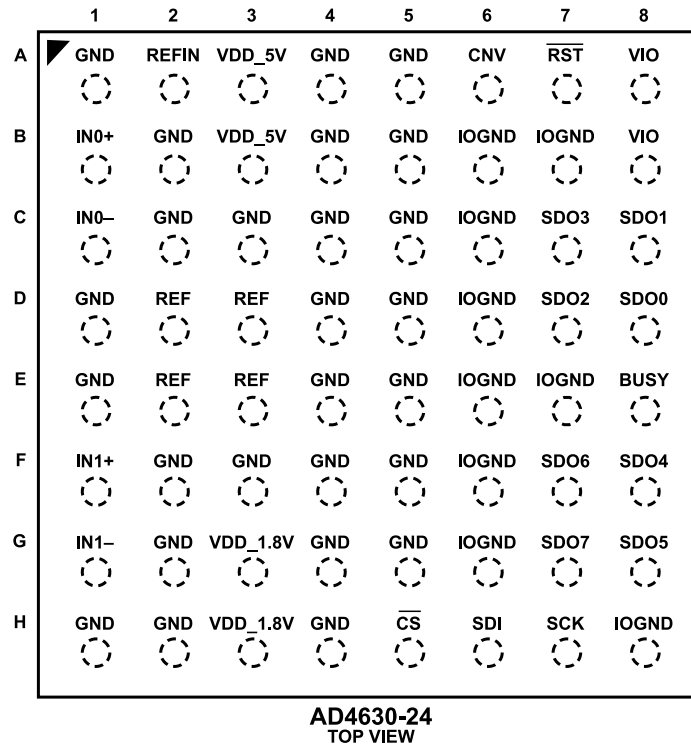 1 2 3 4 5 6 7 8
A GND REFIN VDD_5V GND GND CNV R̅S̅T̅ VIO
B IN0+ GND VDD_5V GND GND IOGND IOGND VIO
C IN0– GND GND GND GND IOGND SDO3 SDO1
D GND REF REF GND GND IOGND SDO2 SDO0
E GND REF REF GND GND IOGND IOGND BUSY
F IN1+ GND GND GND GND IOGND SDO6 SDO4
G IN1– GND VDD_1.8V GND GND IOGND SDO7 SDO5
H GND GND VDD_1.8V GND C̅S̅ SDI SCK IOGND
AD4630-24
TOP VIEW